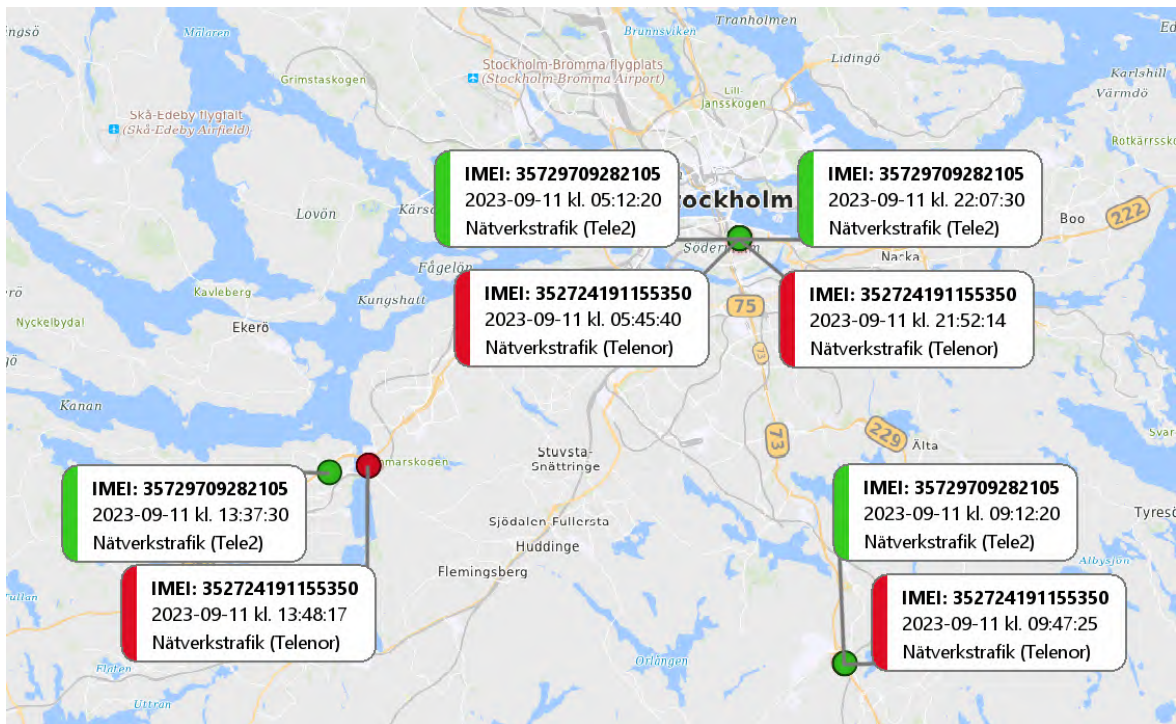 Mälaren
Brunnsviken
Tranholmen
Lidingö
Grimstaskogen
Stockholm-Bromma flygplats
(Stockholm-Bromma Airport)
Lill-
Jansskogen
Karlshill
Värmdö
Skå-Edeby flygfält
(Skå-Edeby Airfield)
Rotkärrssko
Lovön
IMEI: 35729709282105
2023-09-11 kl. 05:12:20
Nätverkstrafik (Tele2)
IMEI: 35729709282105
2023-09-11 kl. 22:07:30
Nätverkstrafik (Tele2)
ockholm
Boo
222
Södermalm
Nacka
Fågelön
Kungshatt
Kavleberg
Nyckelbydal
Ekerö
IMEI: 352724191155350
2023-09-11 kl. 05:45:40
Nätverkstrafik (Telenor)
75
IMEI: 352724191155350
2023-09-11 kl. 21:52:14
Nätverkstrafik (Telenor)
73
Kanan
73
229
Älta
Stuvsta-
Snättringe
marskogen
IMEI: 35729709282105
2023-09-11 kl. 13:37:30
Nätverkstrafik (Tele2)
IMEI: 35729709282105
2023-09-11 kl. 09:12:20
Nätverkstrafik (Tele2)
Tyresö
Sjödalen Fullersta
Huddinge
Flemingsberg
Albysjön
IMEI: 352724191155350
2023-09-11 kl. 13:48:17
Nätverkstrafik (Telenor)
IMEI: 352724191155350
2023-09-11 kl. 09:47:25
Nätverkstrafik (Telenor)
Orlången
Flaten
Uttran